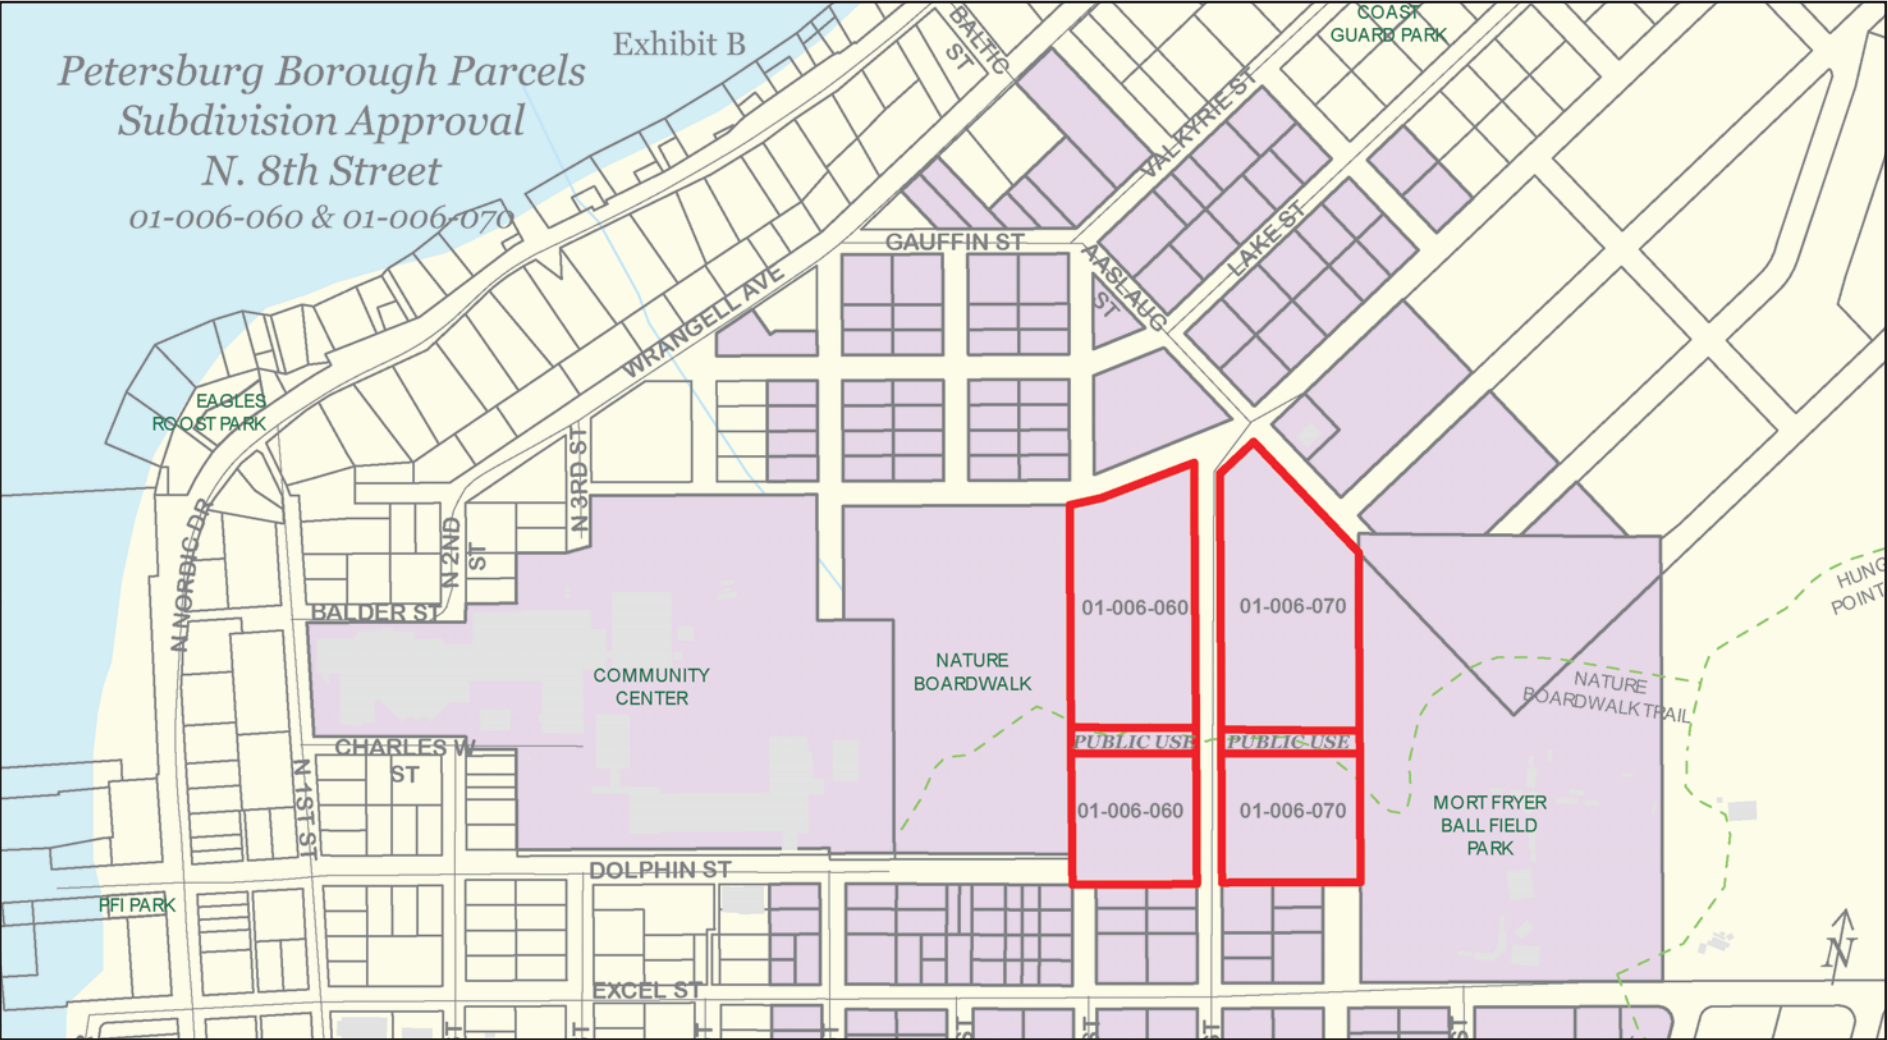 Exhibit B
Petersburg Borough Parcels
Subdivision Approval
N. 8th Street
01-006-060 & 01-006-070
COAST
GUARD PARK
BALTIC
ST
VALKYRIE ST
LAKE ST
GAUFFIN ST
AASLAUG
ST
WRANGELL AVE
EAGLES
ROOST PARK
N 3RD ST
N 2ND
ST
N NORDIC DR
BALDER ST
COMMUNITY
CENTER
NATURE
BOARDWALK
01-006-060
01-006-070
HUNG
POINT
NATURE
BOARDWALK TRAIL
PUBLIC USE
PUBLIC USE
CHARLES W
ST
N 1ST ST
01-006-060
01-006-070
MORT FRYER
BALL FIELD
PARK
DOLPHIN ST
PFI PARK
N
EXCEL ST